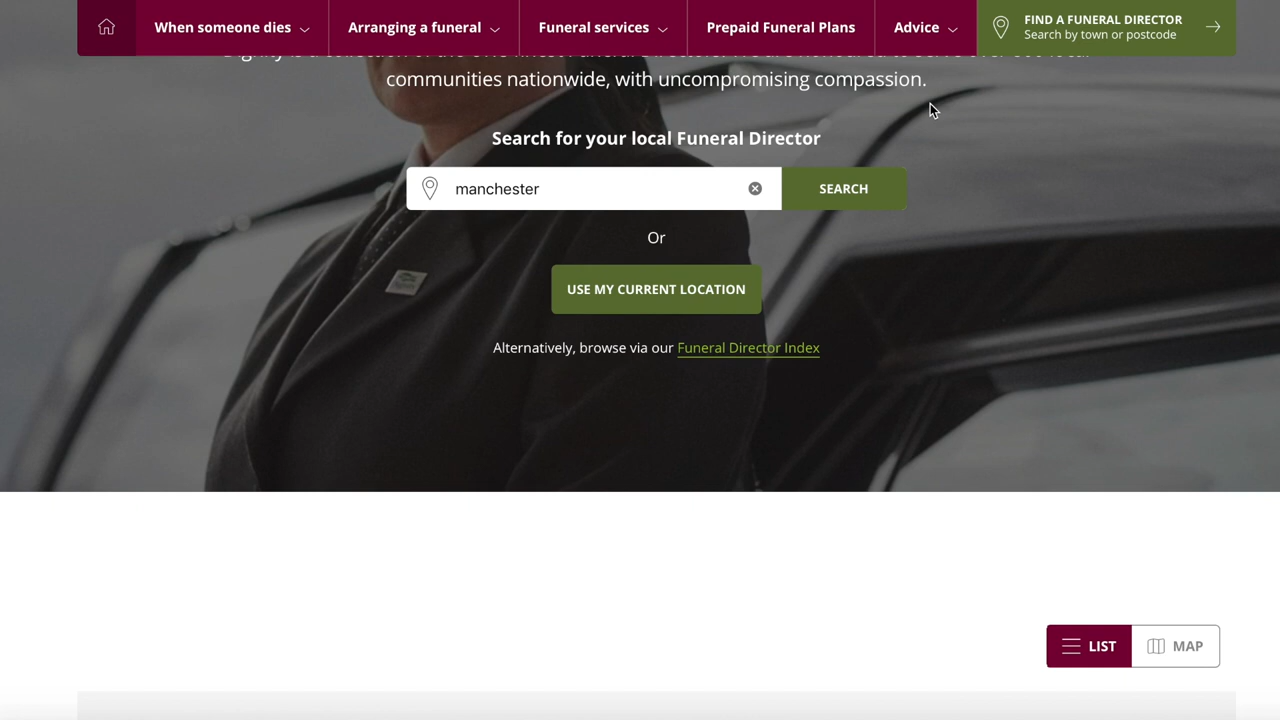 When someone dies
Arranging a funeral
Funeral services
Prepaid Funeral Plans
Advice
FIND A FUNERAL DIRECTOR
Search by town or postcode
communities nationwide, with uncompromising compassion.
Search for your local Funeral Director
manchester
SEARCH
Or
USE MY CURRENT LOCATION
Alternatively, browse via our Funeral Director Index
LIST
MAP